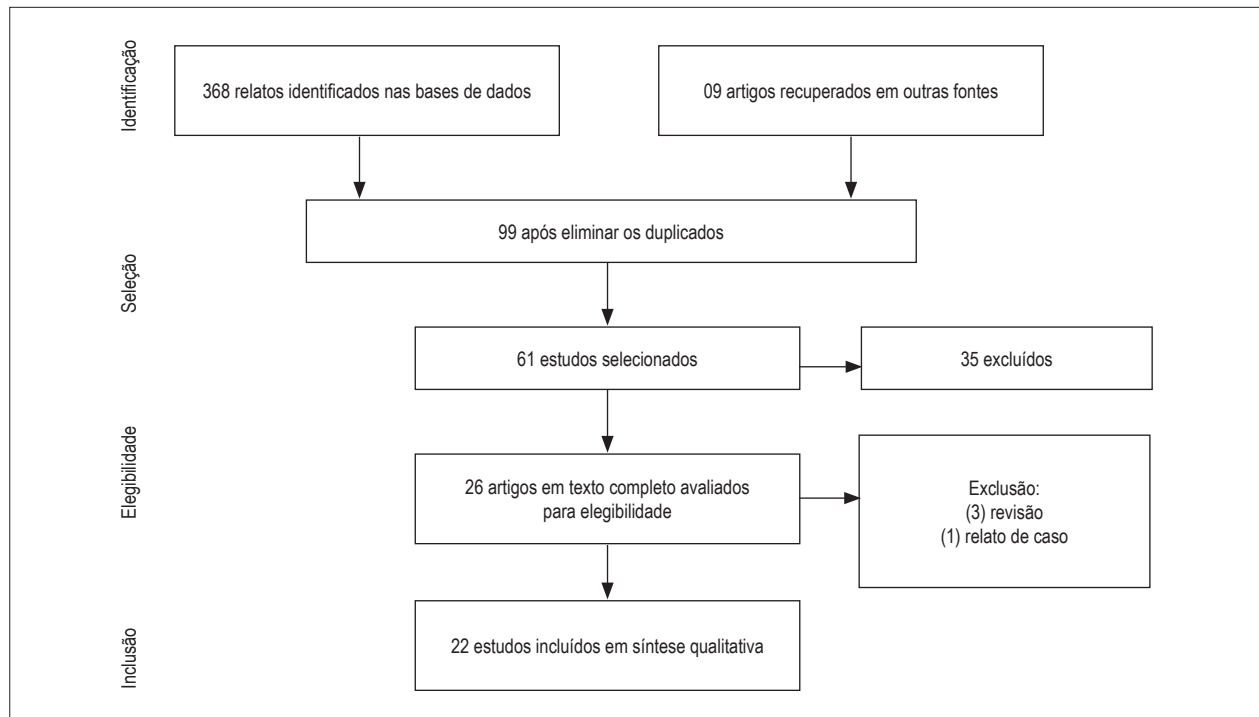 Identificação
368 relatos identificados nas bases de dados
09 artigos recuperados em outras fontes
99 após eliminar os duplicados
Seleção
61 estudos selecionados
35 excluídos
Elegibilidade
26 artigos em texto completo avaliados
para elegibilidade
Exclusão:
(3) revisão
(1) relato de caso
Inclusão
22 estudos incluídos em síntese qualitativa